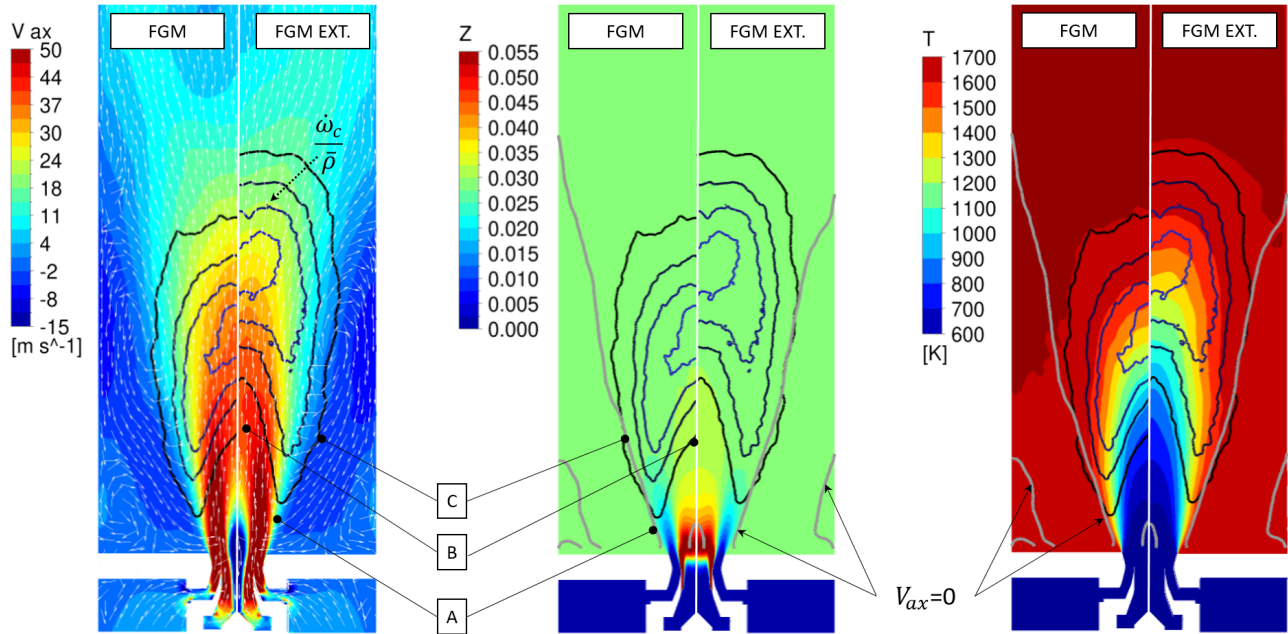 V ax
50
44
37
30
24
18
11
4
-2
-8
-15
[m s^-1]
FGM
FGM EXT.
ω̇_c
ρ̄
Z
0.055
0.050
0.045
0.040
0.035
0.030
0.025
0.020
0.015
0.010
0.005
0.000
FGM
FGM EXT.
C
B
A
V_ax=0
T
1700
1600
1500
1400
1300
1200
1100
1000
900
800
700
600
[K]
FGM
FGM EXT.